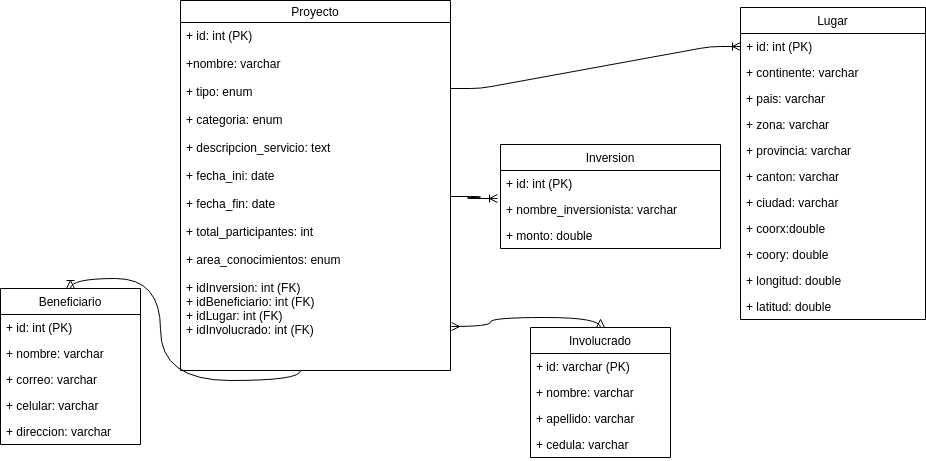 Proyecto
+ id: int (PK)
+nombre: varchar
+ tipo: enum
+ categoria: enum
+ descripcion_servicio: text
+ fecha_ini: date
+ fecha_fin: date
+ total_participantes: int
+ area_conocimientos: enum
+ idInversion: int (FK)
+ idBeneficiario: int (FK)
+ idLugar: int (FK)
+ idInvolucrado: int (FK)
Lugar
+ id: int (PK)
+ continente: varchar
+ pais: varchar
+ zona: varchar
+ provincia: varchar
+ canton: varchar
+ ciudad: varchar
+ coorx:double
+ coory: double
+ longitud: double
+ latitud: double
Inversion
+ id: int (PK)
+ nombre_inversionista: varchar
+ monto: double
Beneficiario
+ id: int (PK)
+ nombre: varchar
+ correo: varchar
+ celular: varchar
+ direccion: varchar
Involucrado
+ id: varchar (PK)
+ nombre: varchar
+ apellido: varchar
+ cedula: varchar